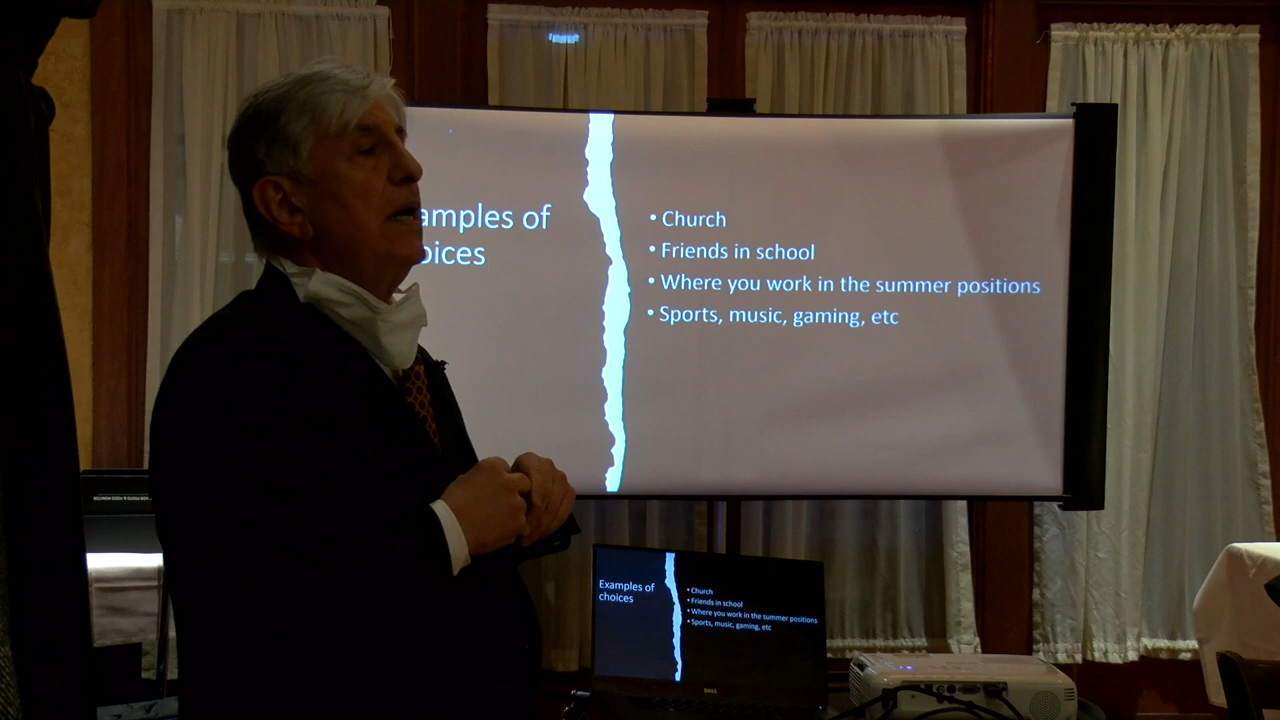 amples of
oices
• Church
• Friends in school
• Where you work in the summer positions
• Sports, music, gaming, etc
Examples of
choices
• Church
• Friends in school
• Where you work in the summer positions
• Sports, music, gaming, etc
DELL